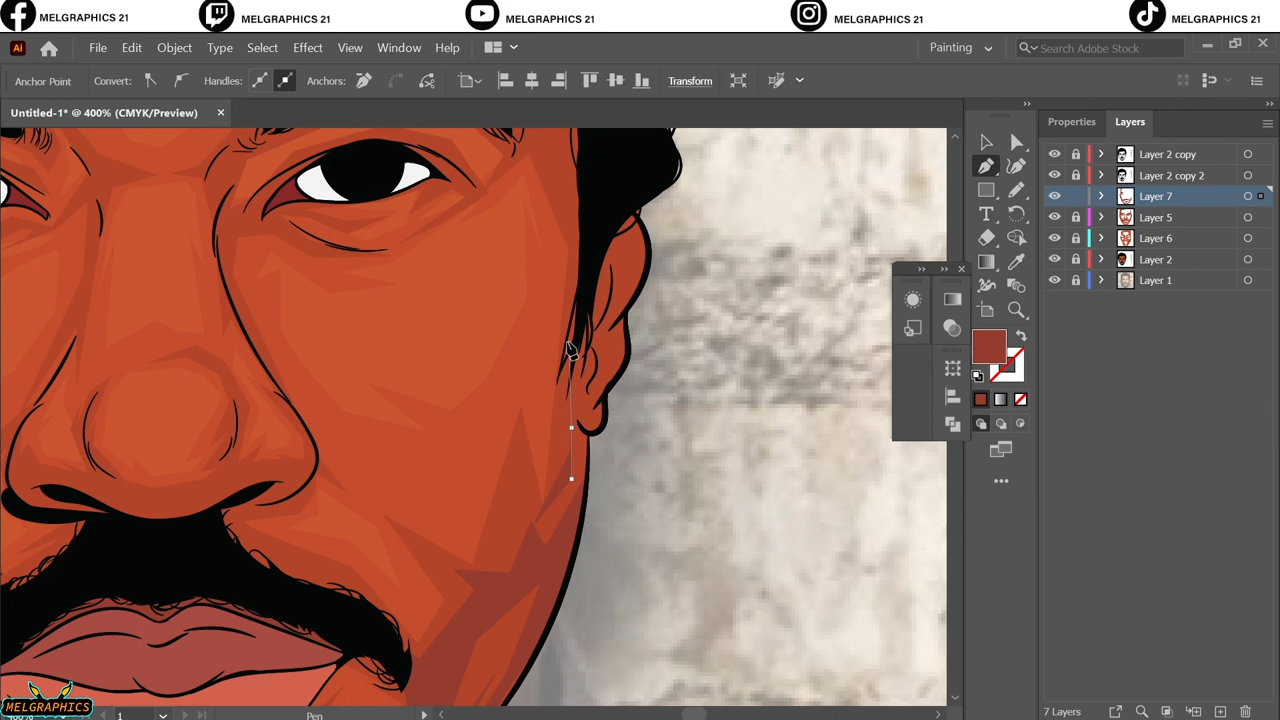 MELGRAPHICS 21 MELGRAPHICS 21 MELGRAPHICS 21 MELGRAPHICS 21 MELGRAPHICS 21
Ai File Edit Object Type Select Effect View Window Help Painting Search Adobe Stock
Anchor Point Convert: Handles: Anchors: Transform
Untitled-1* @ 400% (CMYK/Preview)
Properties Layers
Layer 2 copy
Layer 2 copy 2
Layer 7
Layer 5
Layer 6
Layer 2
Layer 1
MELGRAPHICS
1 Pen 7 Layers